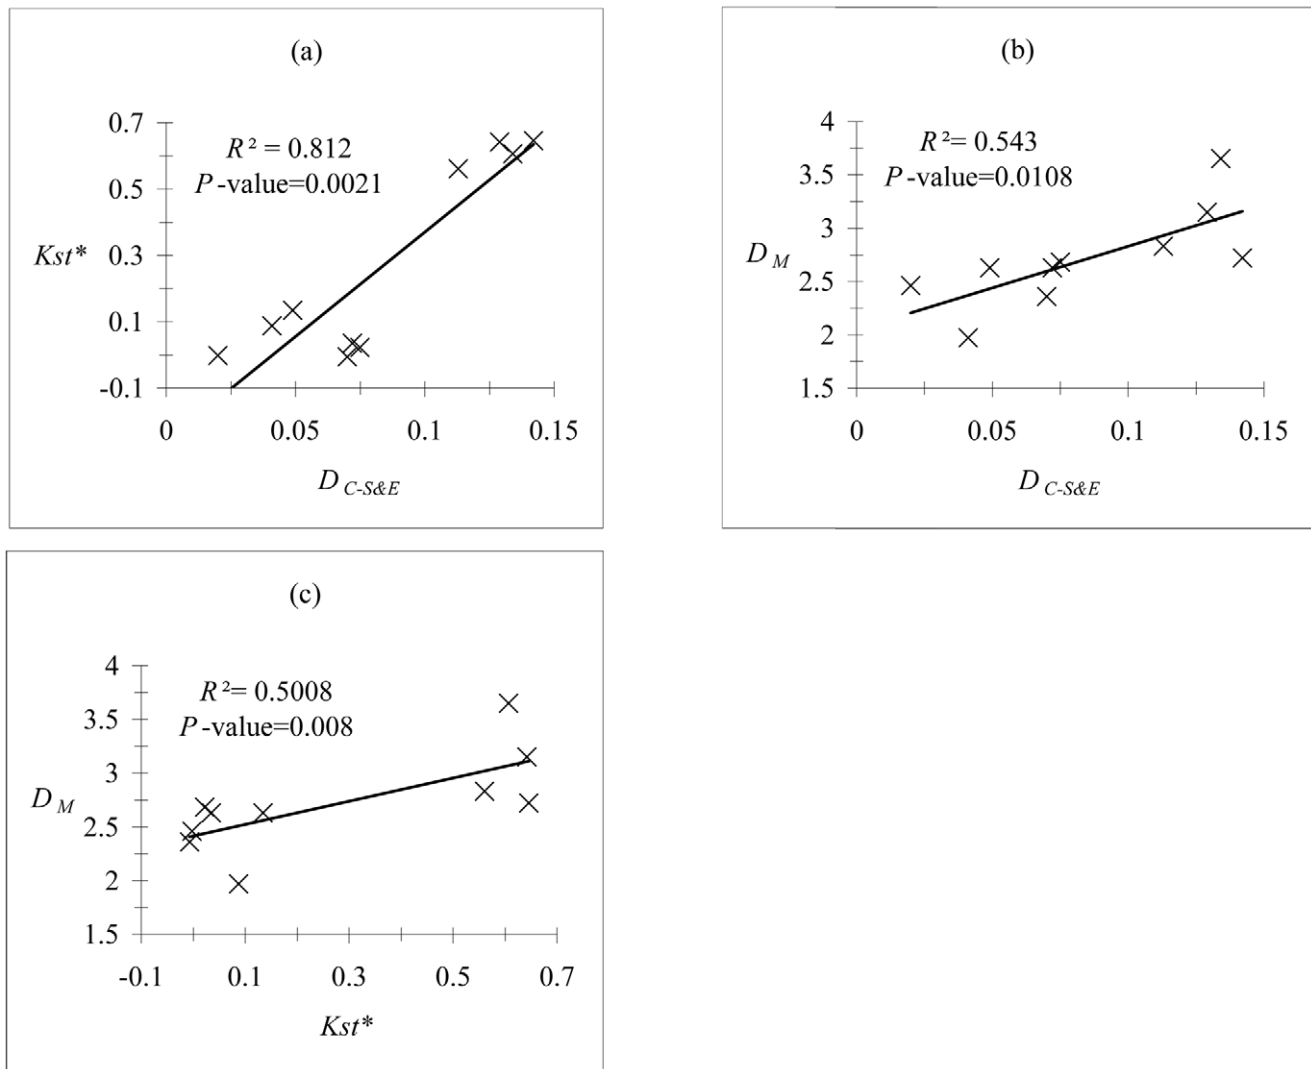 (a)
0.7
R² = 0.812
P-value=0.0021
0.5
Kst* 0.3
0.1
-0.1
0 0.05 0.1 0.15
D C-S&E
(b)
4
R²= 0.543
P-value=0.0108
3.5
3
D M
2.5
2
1.5
0 0.05 0.1 0.15
D C-S&E
(c)
4
R²= 0.5008
P-value=0.008
3.5
3
D M
2.5
2
1.5
-0.1 0.1 0.3 0.5 0.7
Kst*